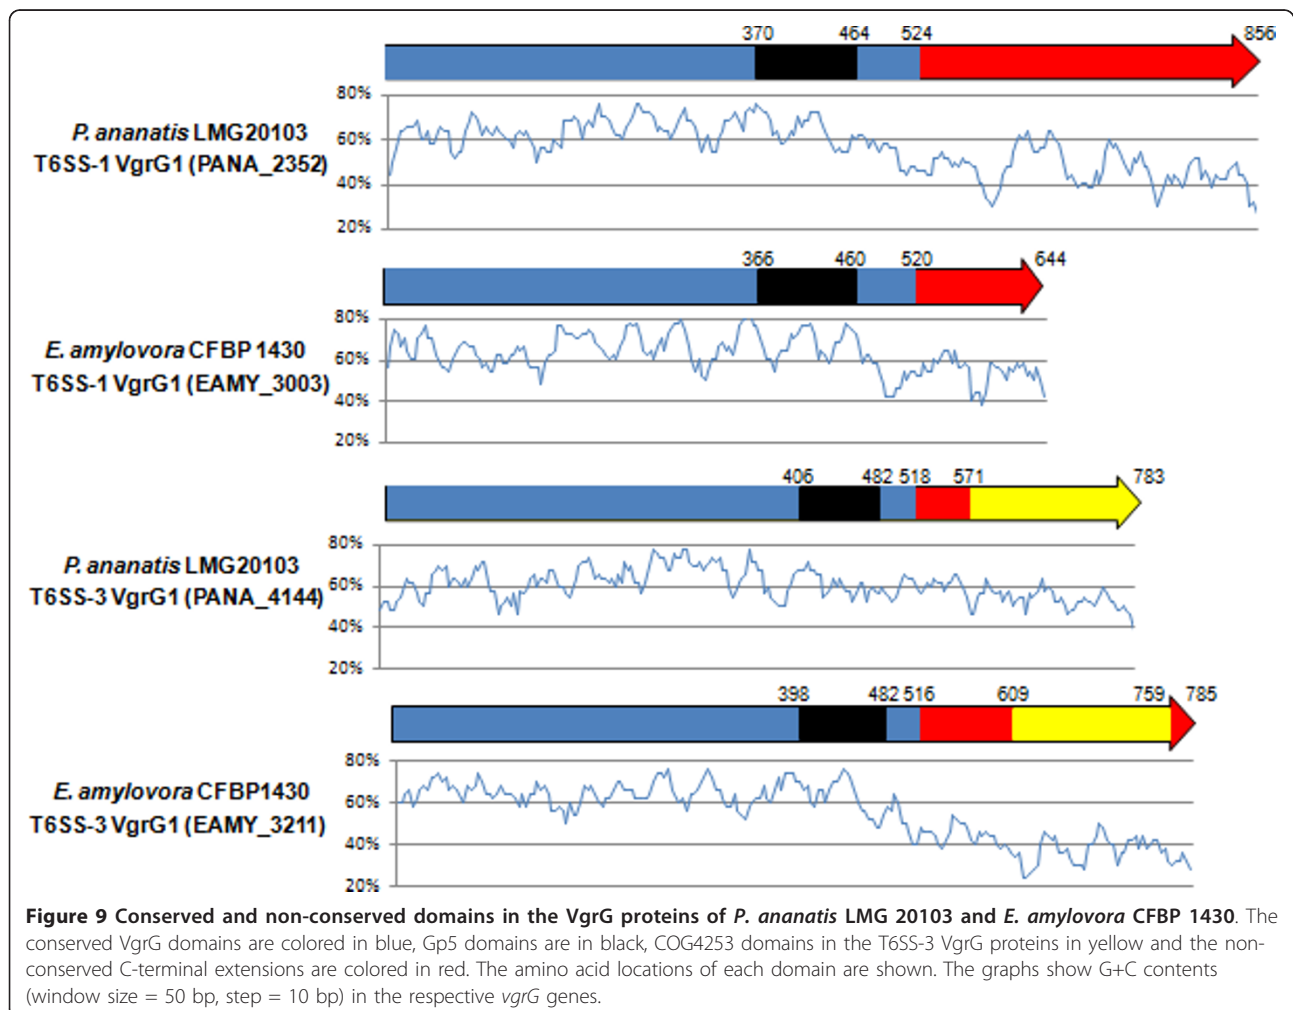 370 464 524 856
80%
60%
40%
20%
P. ananatis LMG20103
T6SS-1 VgrG1 (PANA_2352)
366 460 520 644
80%
60%
40%
20%
E. amylovora CFBP 1430
T6SS-1 VgrG1 (EAMY_3003)
406 482 518 571 783
80%
60%
40%
20%
P. ananatis LMG20103
T6SS-3 VgrG1 (PANA_4144)
398 482 516 609 759 785
80%
60%
40%
20%
E. amylovora CFBP1430
T6SS-3 VgrG1 (EAMY_3211)
Figure 9 Conserved and non-conserved domains in the VgrG proteins of P. ananatis LMG 20103 and E. amylovora CFBP 1430. The
conserved VgrG domains are colored in blue, Gp5 domains are in black, COG4253 domains in the T6SS-3 VgrG proteins in yellow and the non-
conserved C-terminal extensions are colored in red. The amino acid locations of each domain are shown. The graphs show G+C contents
(window size = 50 bp, step = 10 bp) in the respective vgrG genes.